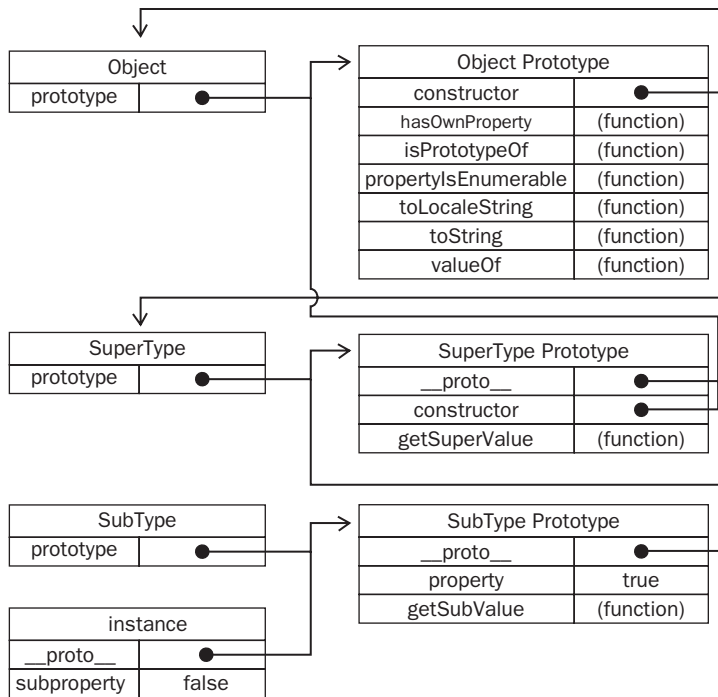 Object
prototype
Object Prototype
constructor
hasOwnProperty (function)
isPrototypeOf (function)
propertyIsEnumerable (function)
toLocaleString (function)
toString (function)
valueOf (function)
SuperType
prototype
SuperType Prototype
__proto__
constructor
getSuperValue (function)
SubType
prototype
SubType Prototype
__proto__
property true
getSubValue (function)
instance
__proto__
subproperty false